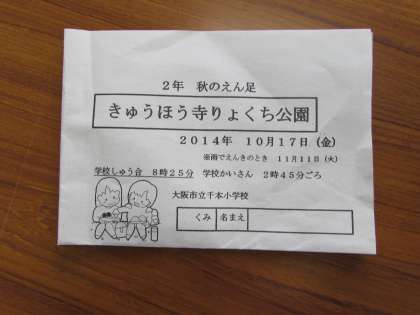 ２年 秋のえん足
きゅうほう寺りょくち公園
２０１４年 １０月１７日（金）
※雨でえんきのとき １１月１１日（火）
学校しゅう合 ８時２５分 学校かいさん ２時４５分ごろ
大阪市立千本小学校
くみ 名まえ